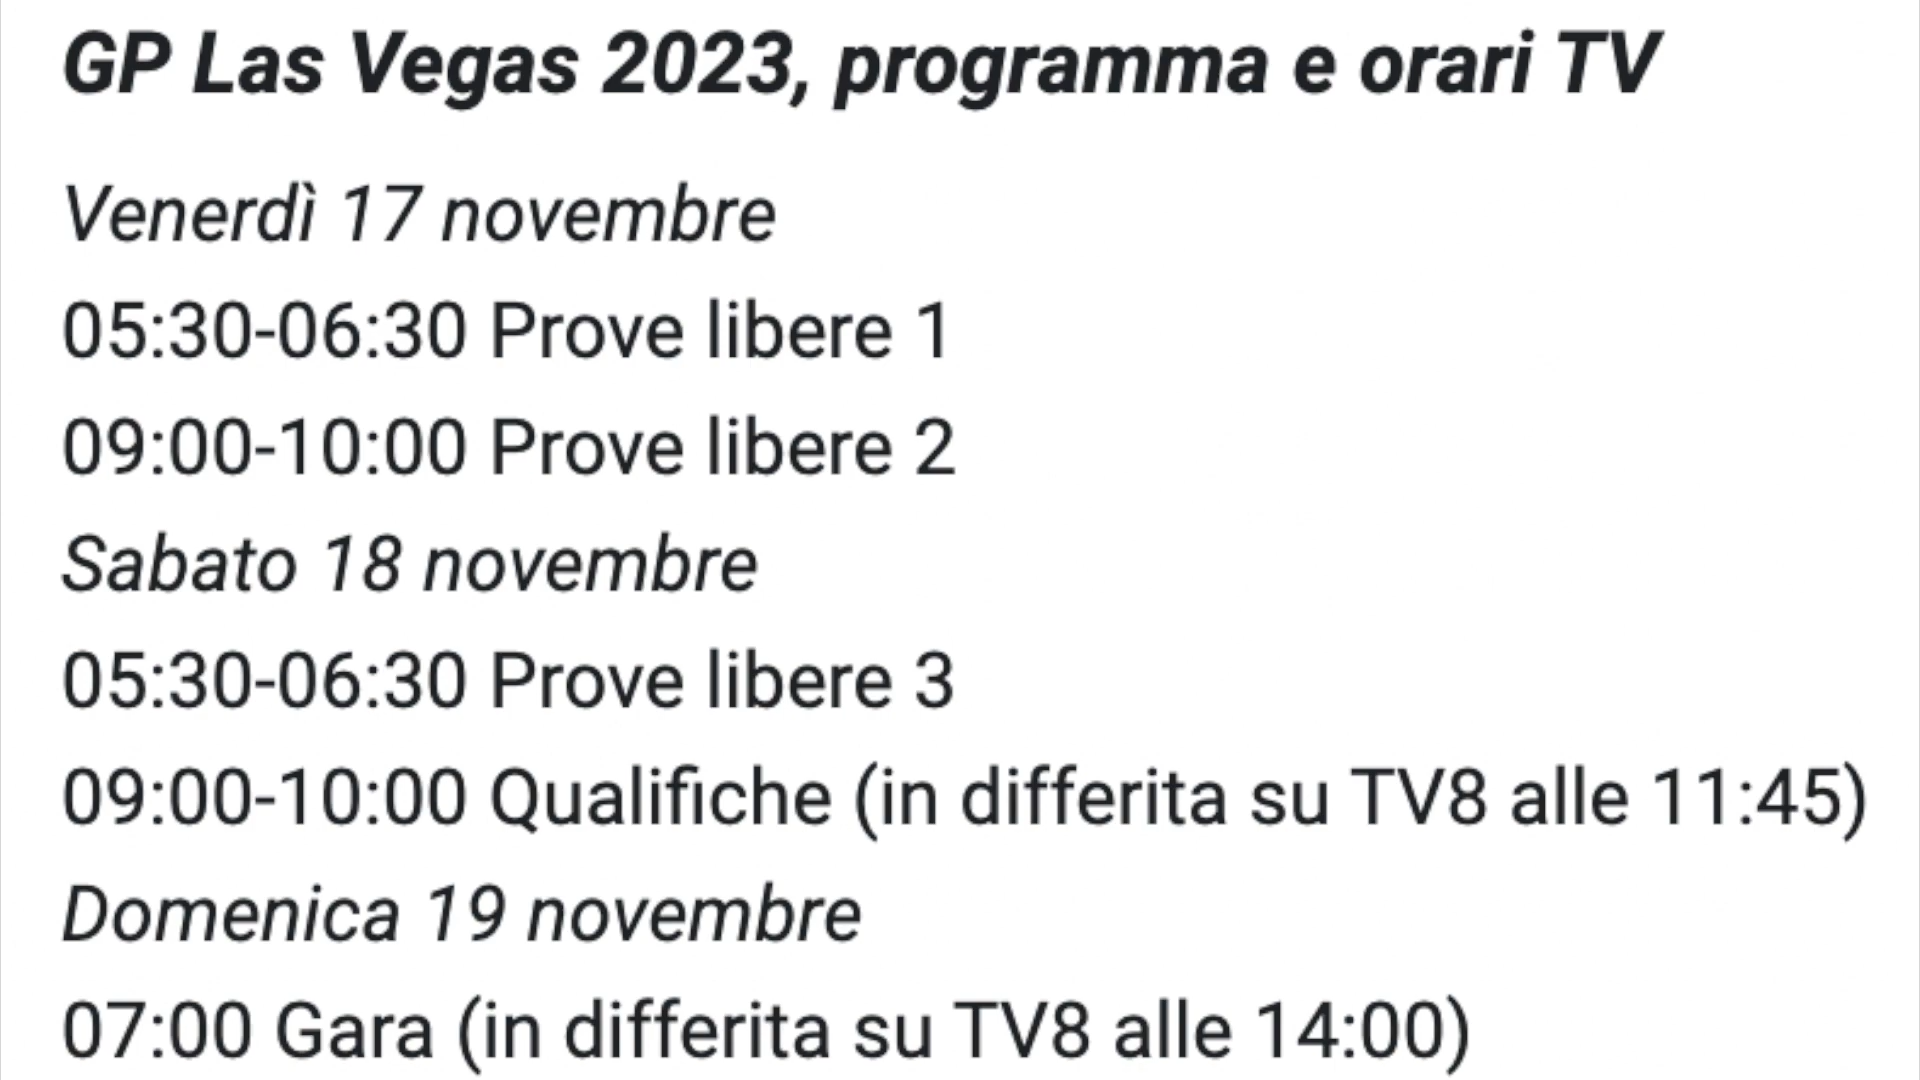 GP Las Vegas 2023, programma e orari TV
Venerdì 17 novembre
05:30-06:30 Prove libere 1
09:00-10:00 Prove libere 2
Sabato 18 novembre
05:30-06:30 Prove libere 3
09:00-10:00 Qualifiche (in differita su TV8 alle 11:45)
Domenica 19 novembre
07:00 Gara (in differita su TV8 alle 14:00)